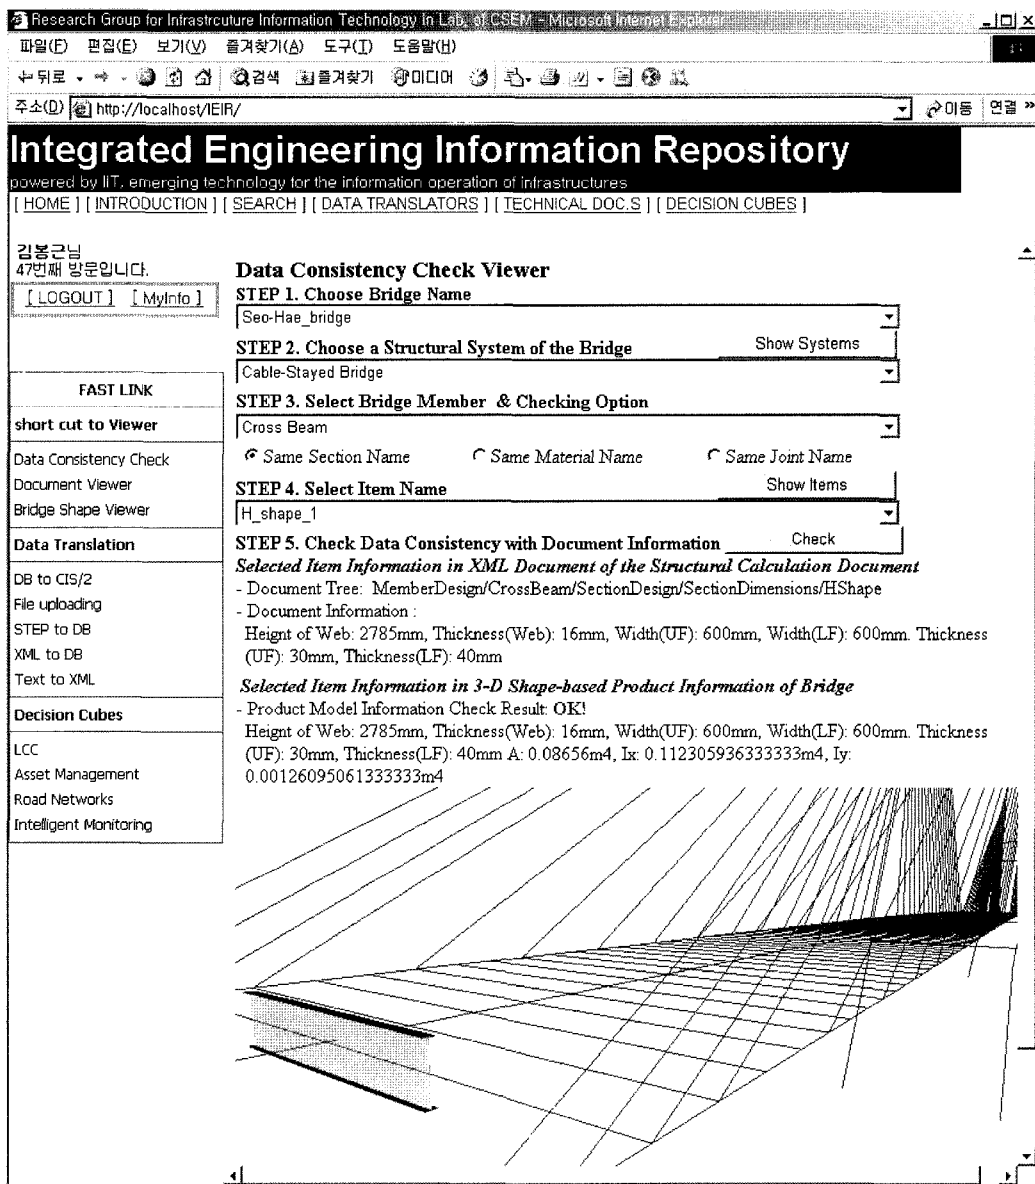 Research Group for Infrastrcuture Information Technology In Lab. of CSEM - Microsoft Internet Explorer
파일(F) 편집(E) 보기(V) 즐겨찾기(A) 도구(T) 도움말(H)
뒤로 검색 즐겨찾기 미디어
주소(D) http://localhost/IEIR/ 이동 연결 »
Integrated Engineering Information Repository
powered by IIT, emerging technology for the information operation of infrastructures
[ HOME ] [ INTRODUCTION ] [ SEARCH ] [ DATA TRANSLATORS ] [ TECHNICAL DOC.S ] [ DECISION CUBES ]
김봉근님
47번째 방문입니다.
[ LOGOUT ] [ MyInfo ]
FAST LINK
short cut to Viewer
Data Consistency Check
Document Viewer
Bridge Shape Viewer
Data Translation
DB to CIS/2
File uploading
STEP to DB
XML to DB
Text to XML
Decision Cubes
LCC
Asset Management
Road Networks
Intelligent Monitoring
Data Consistency Check Viewer
STEP 1. Choose Bridge Name
Seo-Hae_bridge
STEP 2. Choose a Structural System of the Bridge Show Systems
Cable-Stayed Bridge
STEP 3. Select Bridge Member & Checking Option
Cross Beam
Same Section Name Same Material Name Same Joint Name
STEP 4. Select Item Name Show Items
H_shape_1
STEP 5. Check Data Consistency with Document Information Check
Selected Item Information in XML Document of the Structural Calculation Document
- Document Tree: MemberDesign/CrossBeam/SectionDesign/SectionDimensions/HShape
- Document Information :
Heignt of Web: 2785mm, Thickness(Web): 16mm, Width(UF): 600mm, Width(LF): 600mm. Thickness
(UF): 30mm, Thickness(LF): 40mm
Selected Item Information in 3-D Shape-based Product Information of Bridge
- Product Model Information Check Result: OK!
Heignt of Web: 2785mm, Thickness(Web): 16mm, Width(UF): 600mm, Width(LF): 600mm. Thickness
(UF): 30mm, Thickness(LF): 40mm A: 0.08656m4, Ix: 0.112305936333333m4, Iy:
0.00126095061333333m4